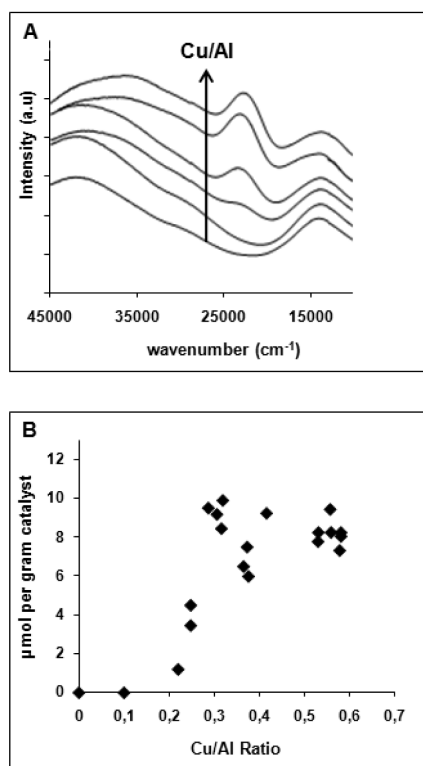 A
Cu/Al
Intensity (a.u)
45000 35000 25000 15000
wavenumber (cm⁻¹)
B
12
10
8
6
4
2
0
µmol per gram catalyst
0 0,1 0,2 0,3 0,4 0,5 0,6 0,7
Cu/Al Ratio